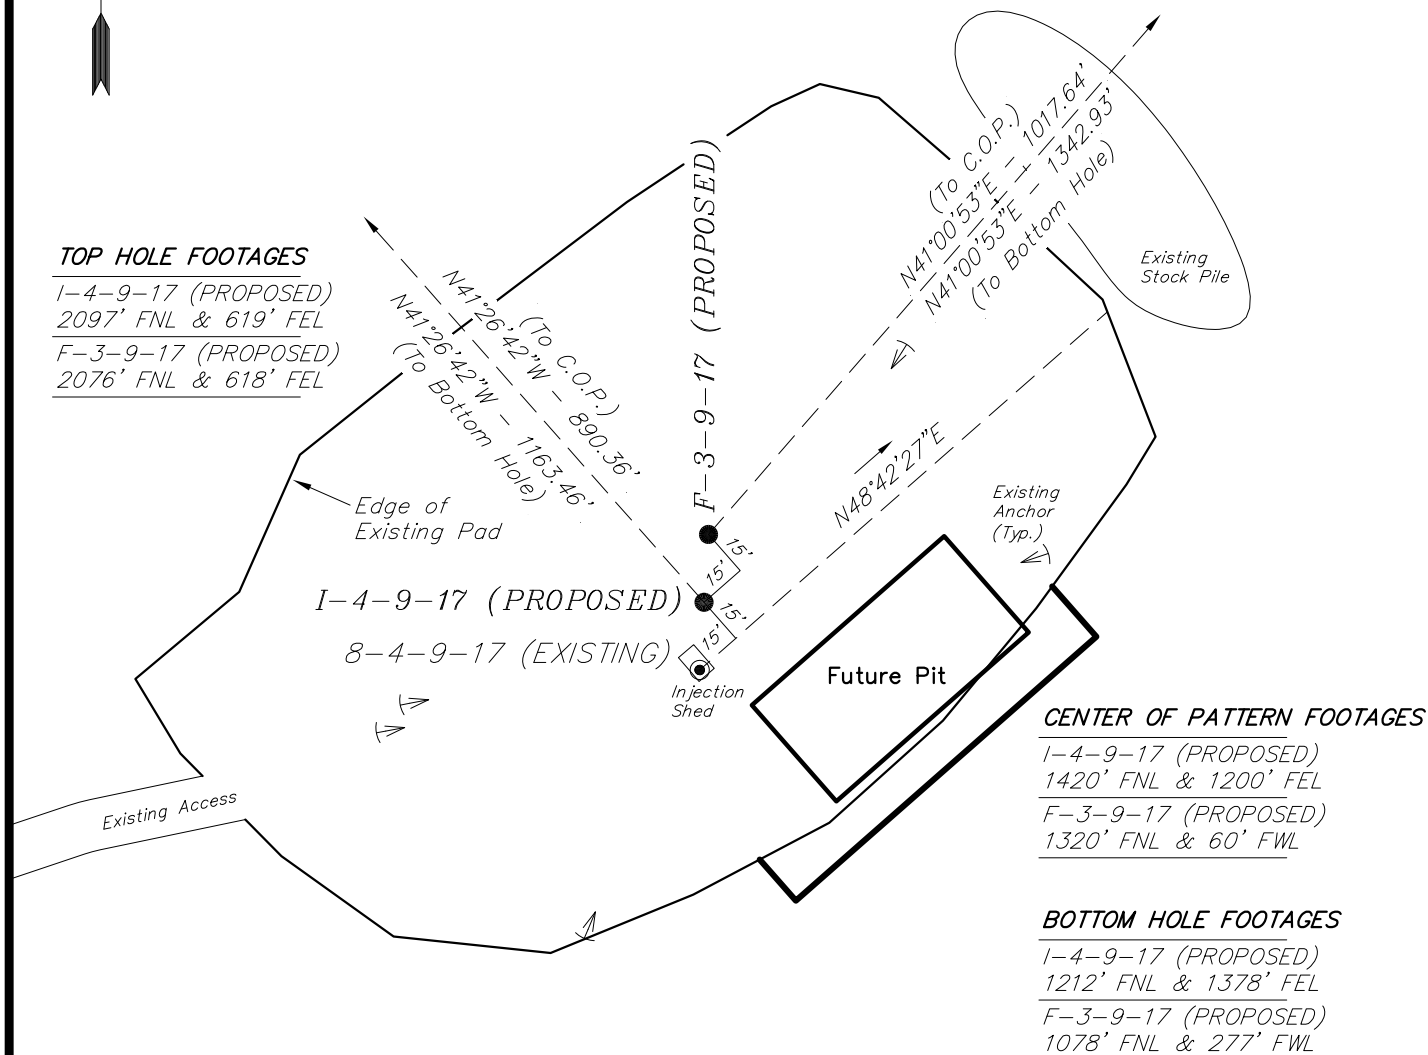 TOP HOLE FOOTAGES
I-4-9-17 (PROPOSED)
2097' FNL & 619' FEL
F-3-9-17 (PROPOSED)
2076' FNL & 618' FEL
N41°26'42"W - 890.36'
(To C.O.P.)
N41°26'42"W - 1163.46'
(To Bottom Hole)
F-3-9-17 (PROPOSED)
(To C.O.P.)
N41°00'53"E - 1017.64'
N41°00'53"E - 1342.93'
(To Bottom Hole)
Existing
Stock Pile
N48°42'27"E
Existing
Anchor
(Typ.)
Edge of
Existing Pad
15'
15'
I-4-9-17 (PROPOSED)
15'
15'
8-4-9-17 (EXISTING)
Injection
Shed
Future Pit
Existing Access
CENTER OF PATTERN FOOTAGES
I-4-9-17 (PROPOSED)
1420' FNL & 1200' FEL
F-3-9-17 (PROPOSED)
1320' FNL & 60' FWL
BOTTOM HOLE FOOTAGES
I-4-9-17 (PROPOSED)
1212' FNL & 1378' FEL
F-3-9-17 (PROPOSED)
1078' FNL & 277' FWL